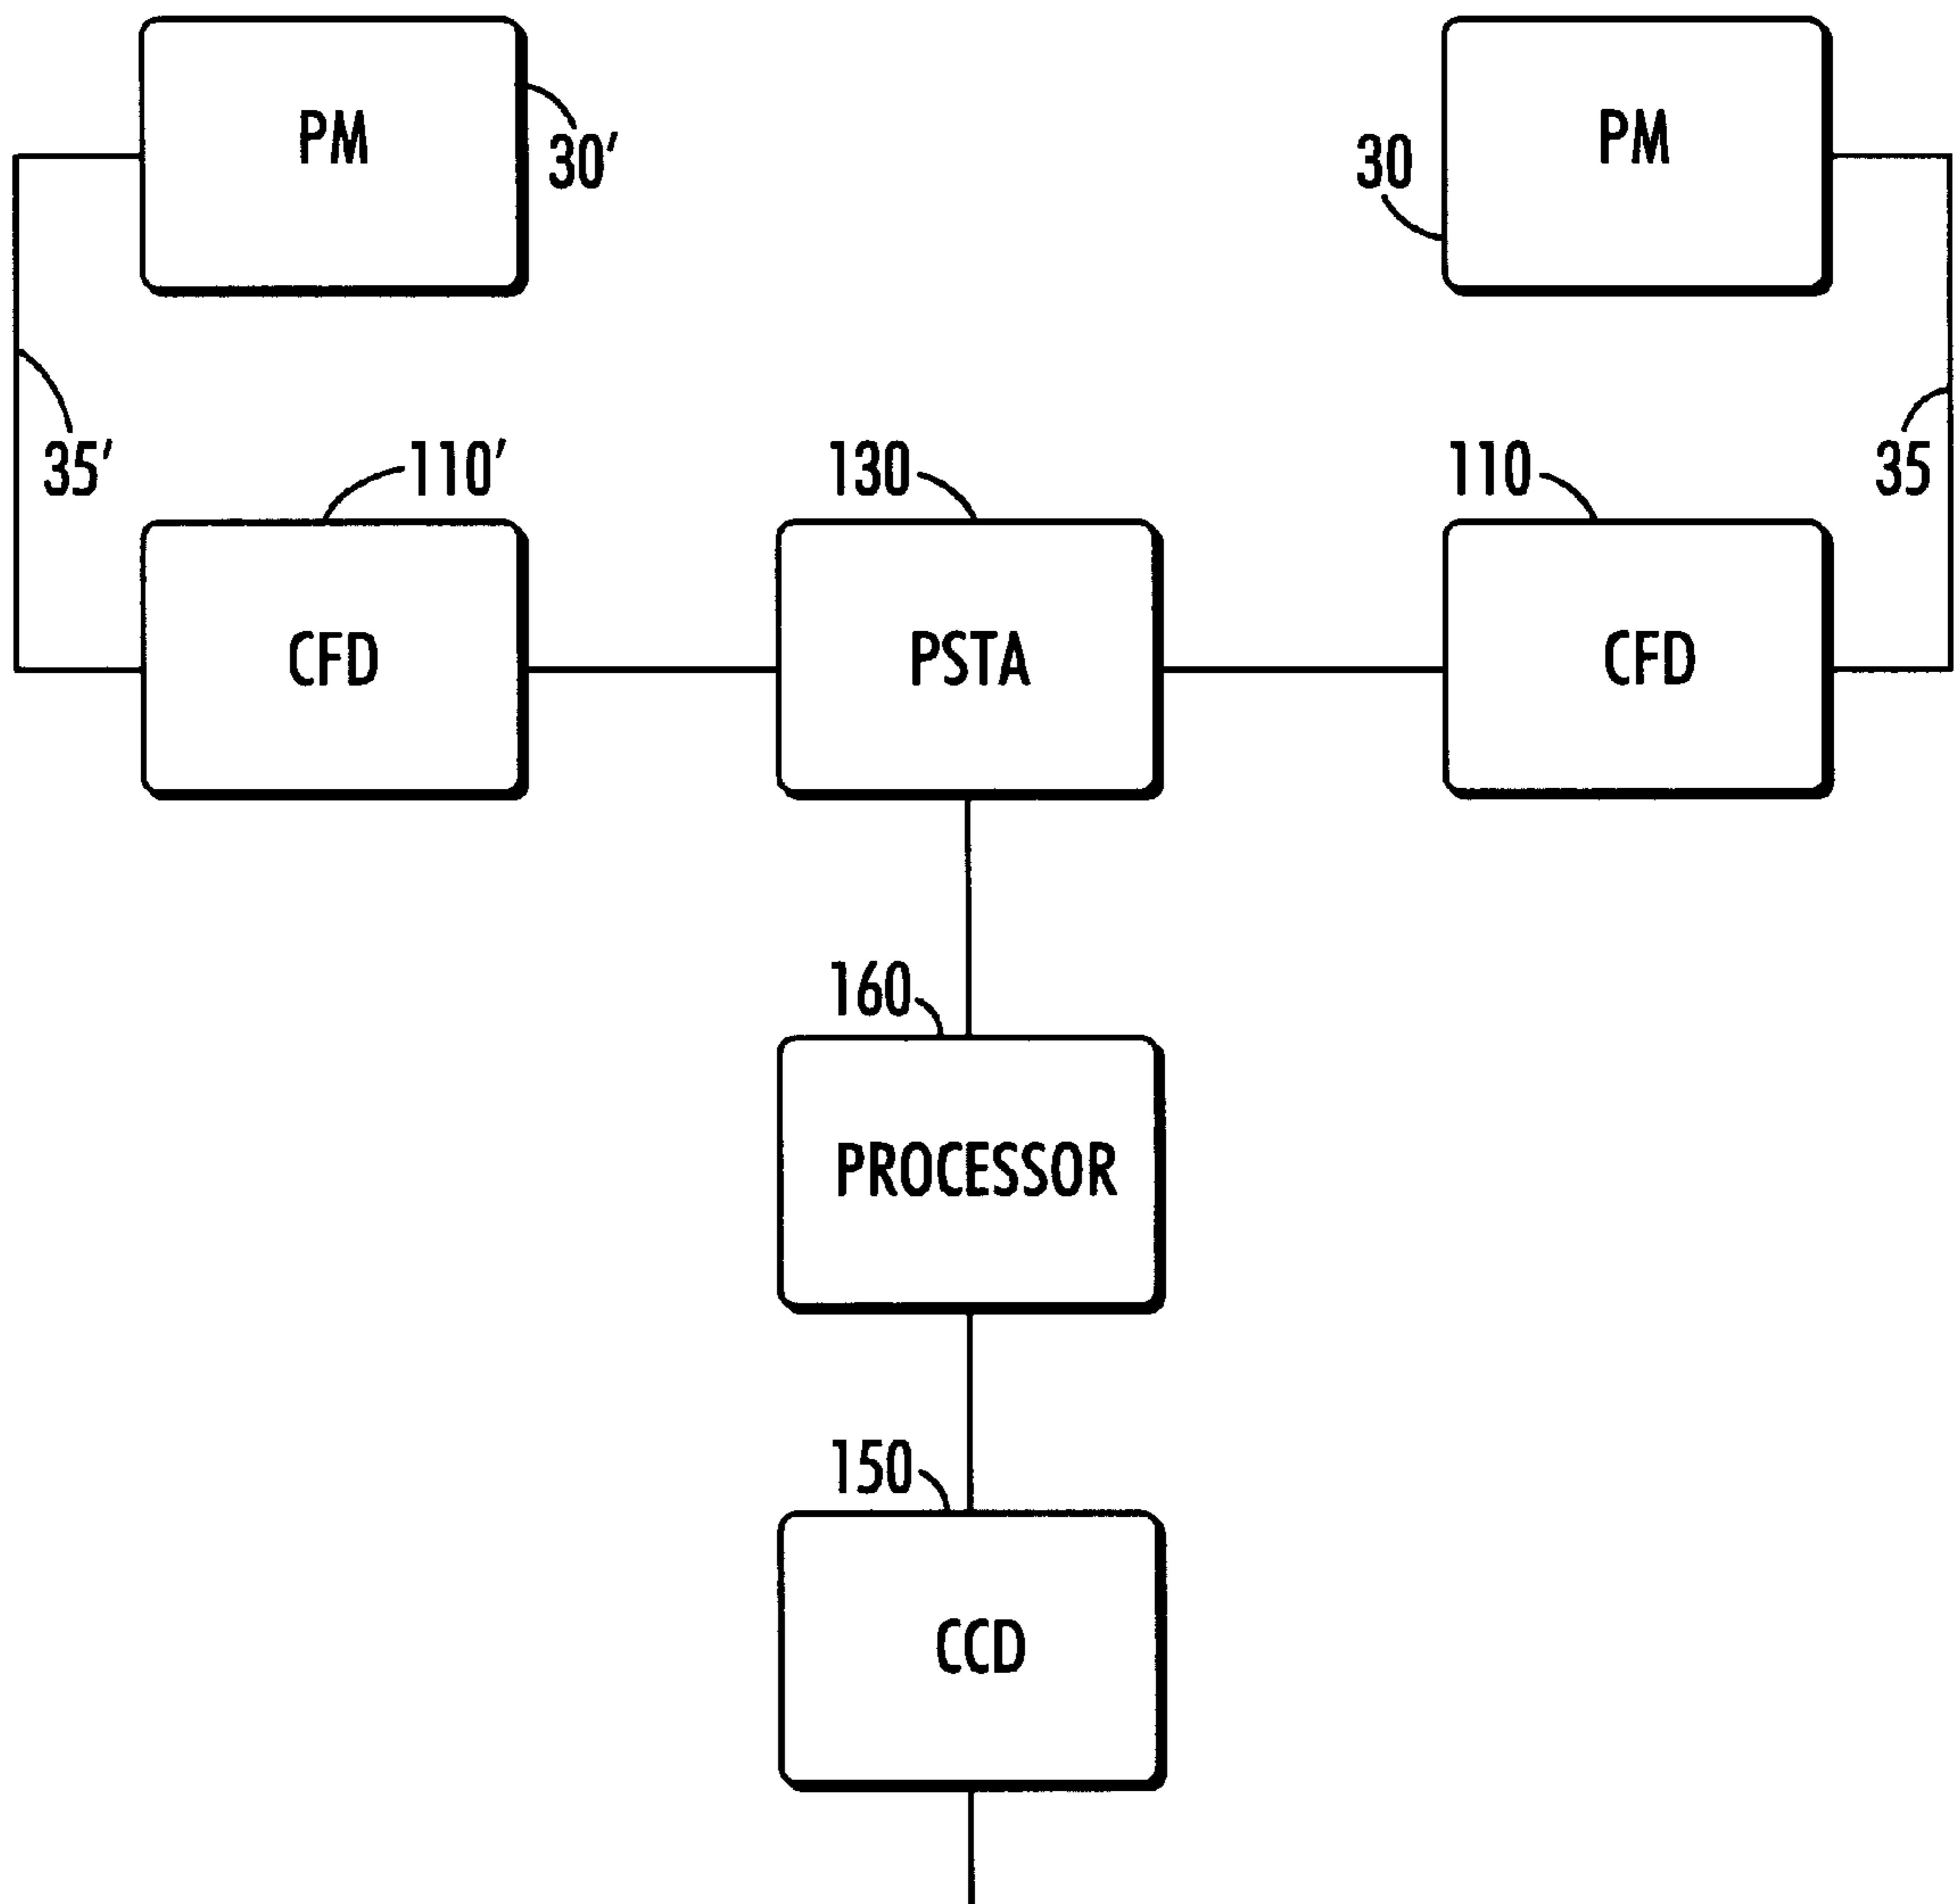 PM
30'
30
PM
35'
110'
130
110
35
CFD
PSTA
CFD
160
PROCESSOR
150
CCD